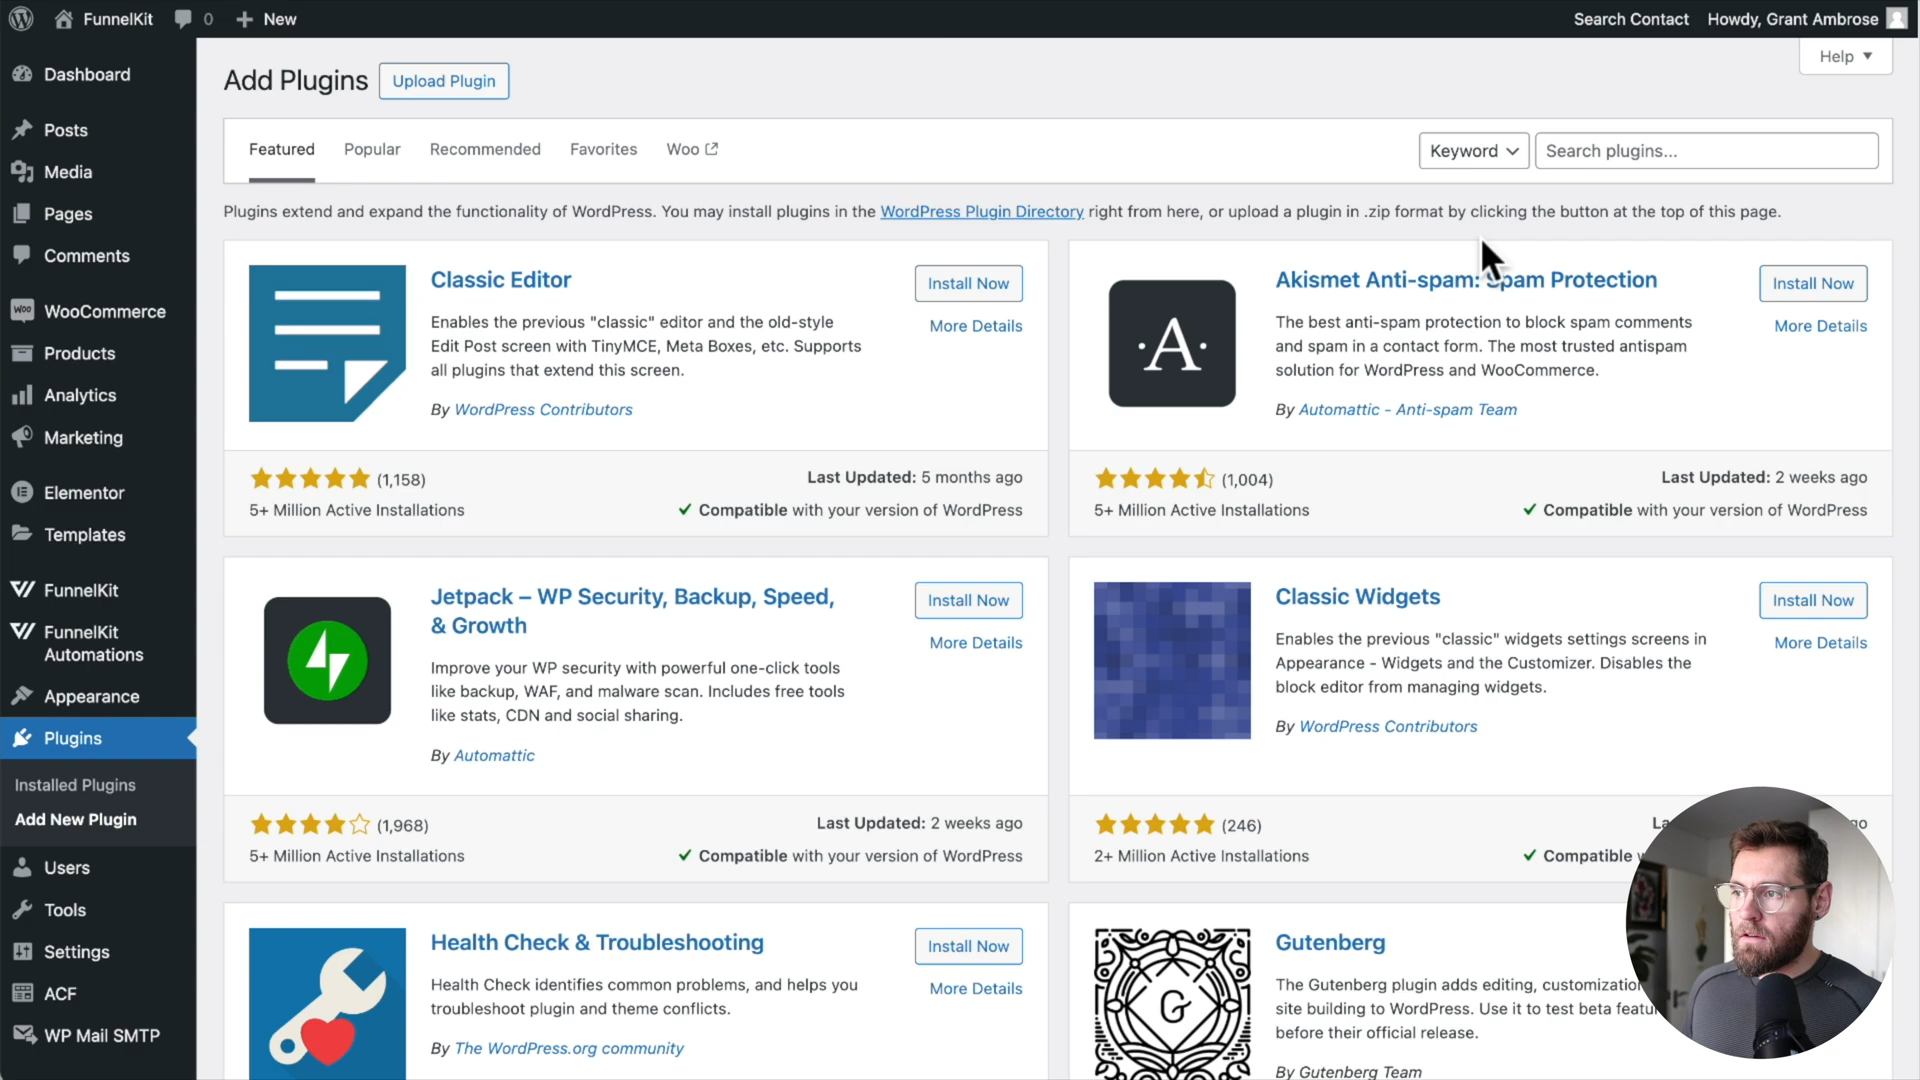 FunnelKit
0
New
Search Contact
Howdy, Grant Ambrose
Dashboard
Posts
Media
Pages
Comments
WooCommerce
Products
Analytics
Marketing
Elementor
Templates
FunnelKit
FunnelKit
Automations
Appearance
Plugins
Installed Plugins
Add New Plugin
Users
Tools
Settings
ACF
WP Mail SMTP
Help
Add Plugins
Upload Plugin
Featured
Popular
Recommended
Favorites
Woo
Keyword
Search plugins...
Plugins extend and expand the functionality of WordPress. You may install plugins in the WordPress Plugin Directory right from here, or upload a plugin in .zip format by clicking the button at the top of this page.
Classic Editor
Install Now
More Details
Enables the previous "classic" editor and the old-style
Edit Post screen with TinyMCE, Meta Boxes, etc. Supports
all plugins that extend this screen.
By WordPress Contributors
(1,158)
5+ Million Active Installations
Last Updated: 5 months ago
Compatible with your version of WordPress
·A·
Akismet Anti-spam: Spam Protection
Install Now
More Details
The best anti-spam protection to block spam comments
and spam in a contact form. The most trusted antispam
solution for WordPress and WooCommerce.
By Automattic - Anti-spam Team
(1,004)
5+ Million Active Installations
Last Updated: 2 weeks ago
Compatible with your version of WordPress
Jetpack – WP Security, Backup, Speed,
& Growth
Install Now
More Details
Improve your WP security with powerful one-click tools
like backup, WAF, and malware scan. Includes free tools
like stats, CDN and social sharing.
By Automattic
(1,968)
5+ Million Active Installations
Last Updated: 2 weeks ago
Compatible with your version of WordPress
Classic Widgets
Install Now
More Details
Enables the previous "classic" widgets settings screens in
Appearance - Widgets and the Customizer. Disables the
block editor from managing widgets.
By WordPress Contributors
(246)
2+ Million Active Installations
Compatible
Health Check & Troubleshooting
Install Now
More Details
Health Check identifies common problems, and helps you
troubleshoot plugin and theme conflicts.
By The WordPress.org community
G
Gutenberg
The Gutenberg plugin adds editing,
site building to WordPress. Use it to test beta
before their official release.
By Gutenberg Team